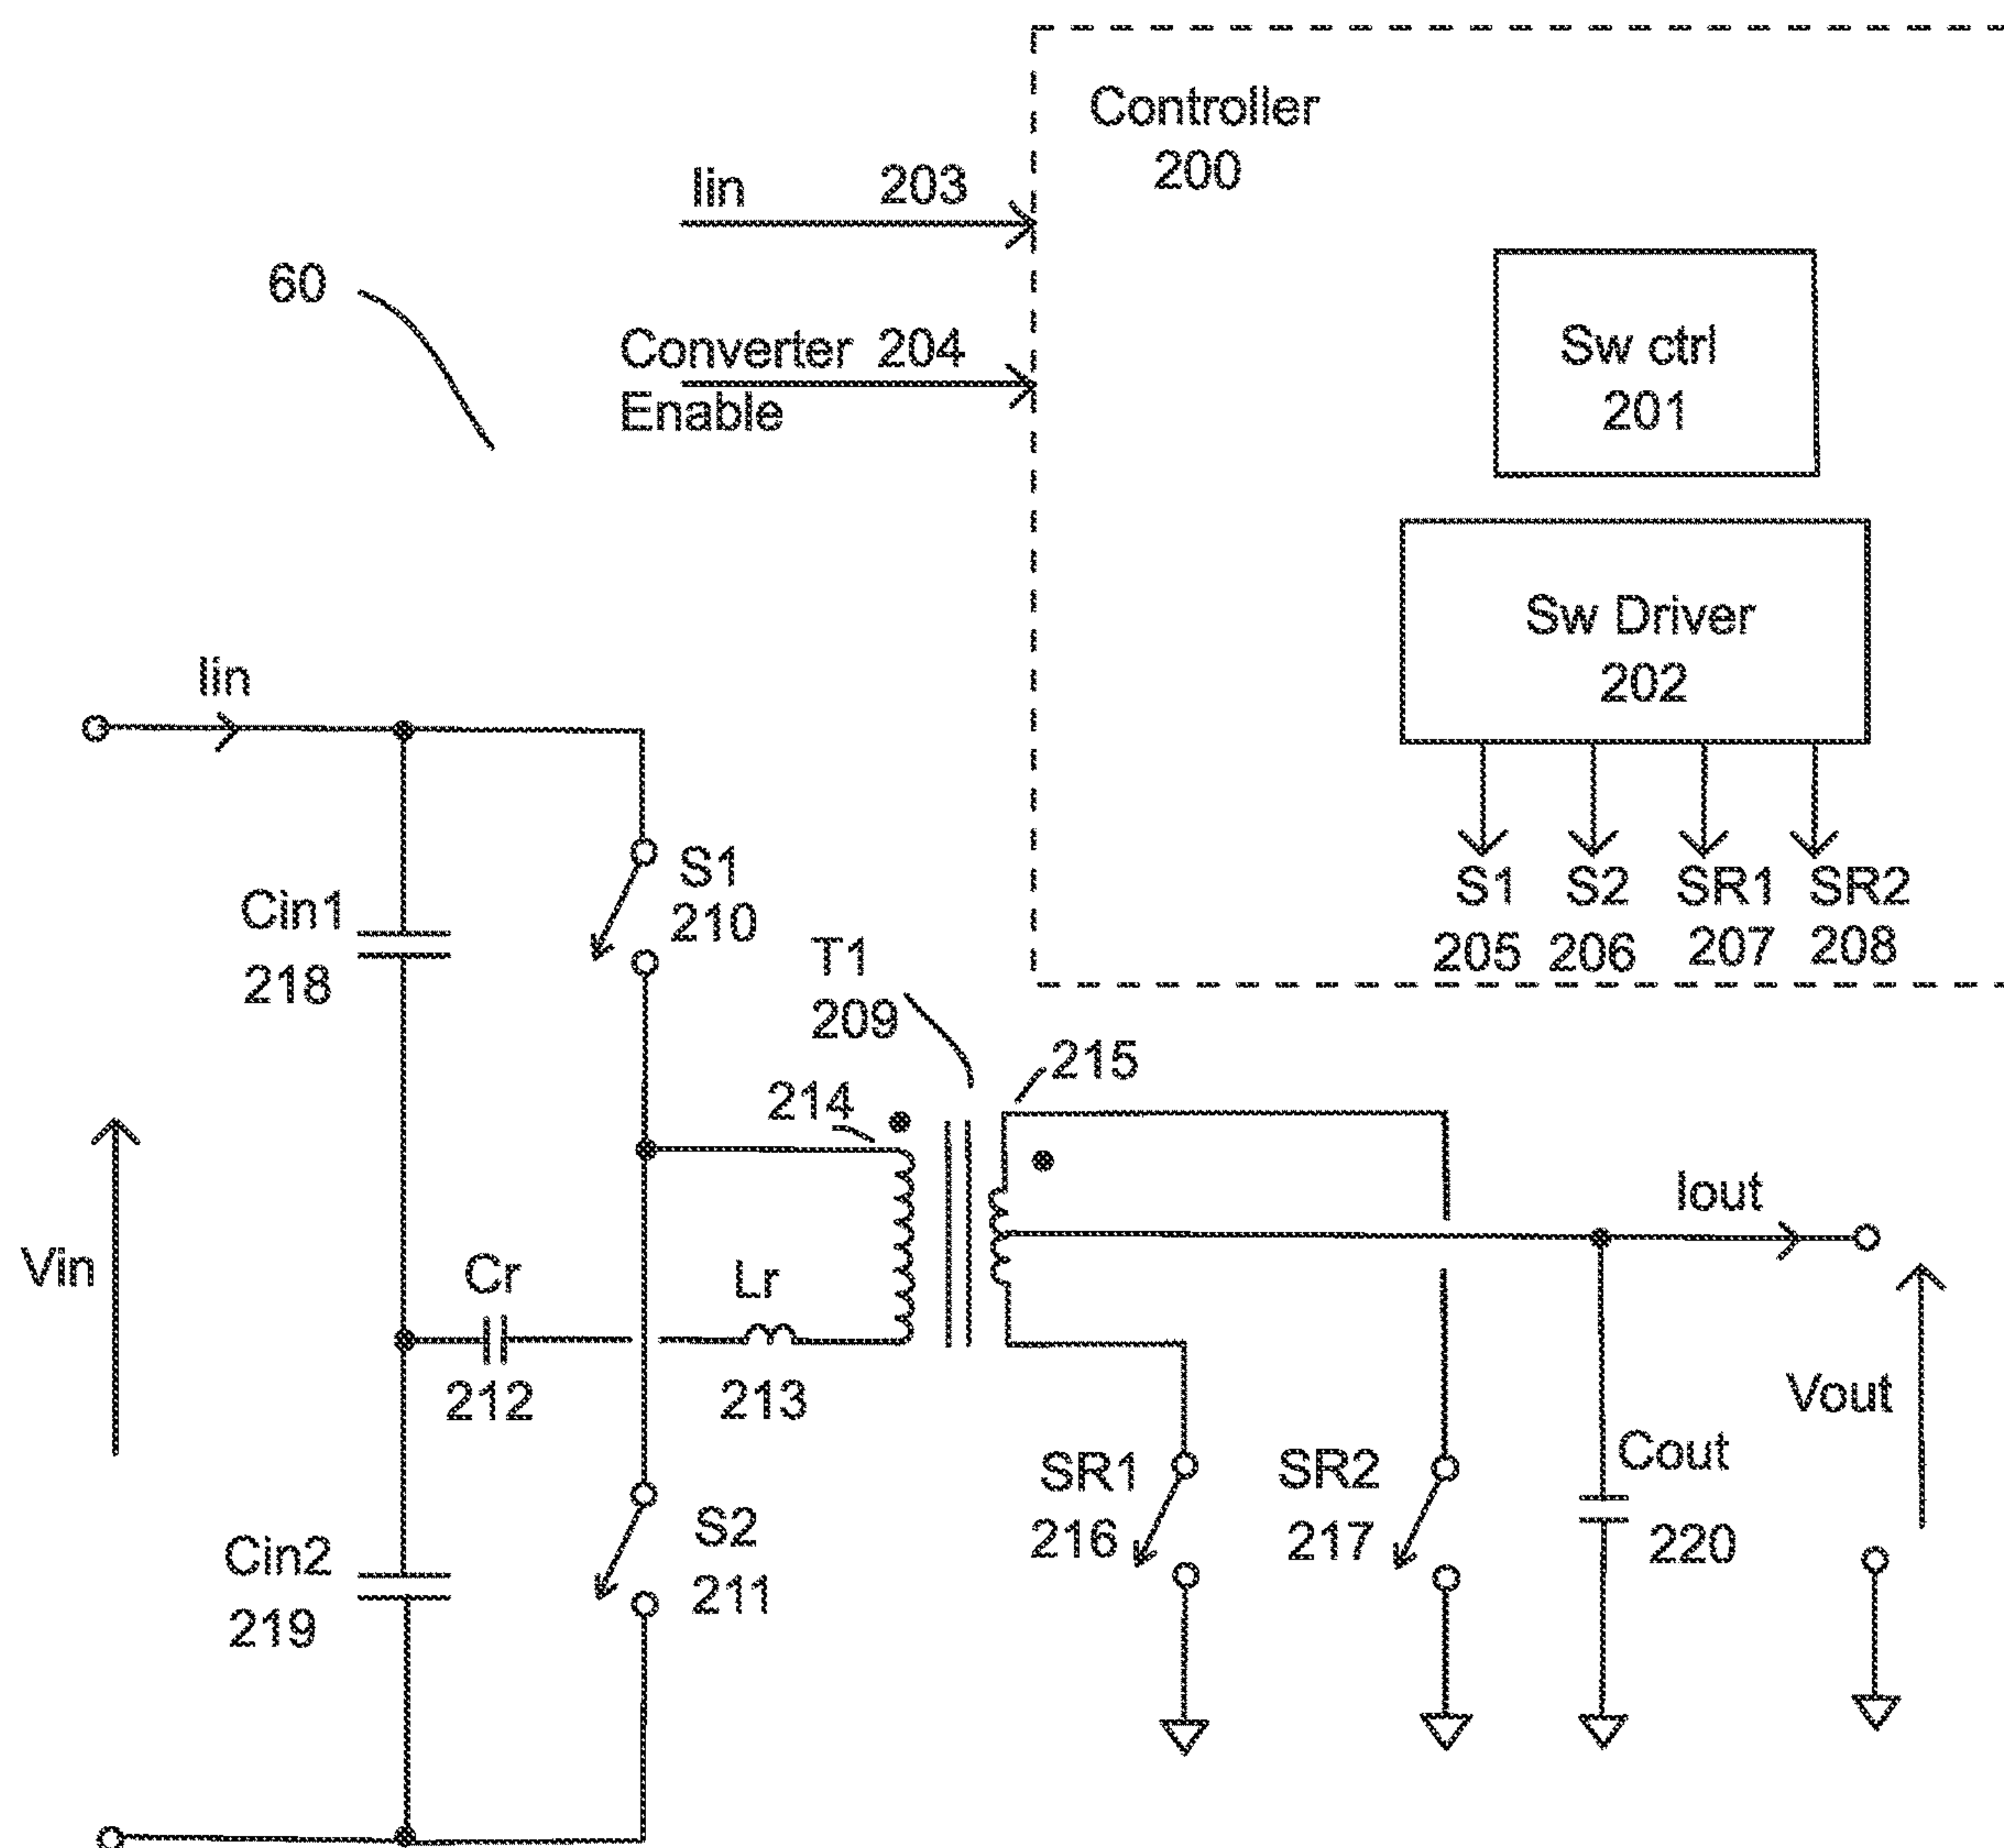 Controller
200
Iin 203
60
Converter 204
Enable
Sw ctrl
201
Sw Driver
202
Iin
S1 S2 SR1 SR2
205 206 207 208
Cin1
218
S1
210
T1
209
215
214
Vin
Cr
212
Lr
213
Iout
Vout
SR1
216
SR2
217
Cout
220
Cin2
219
S2
211